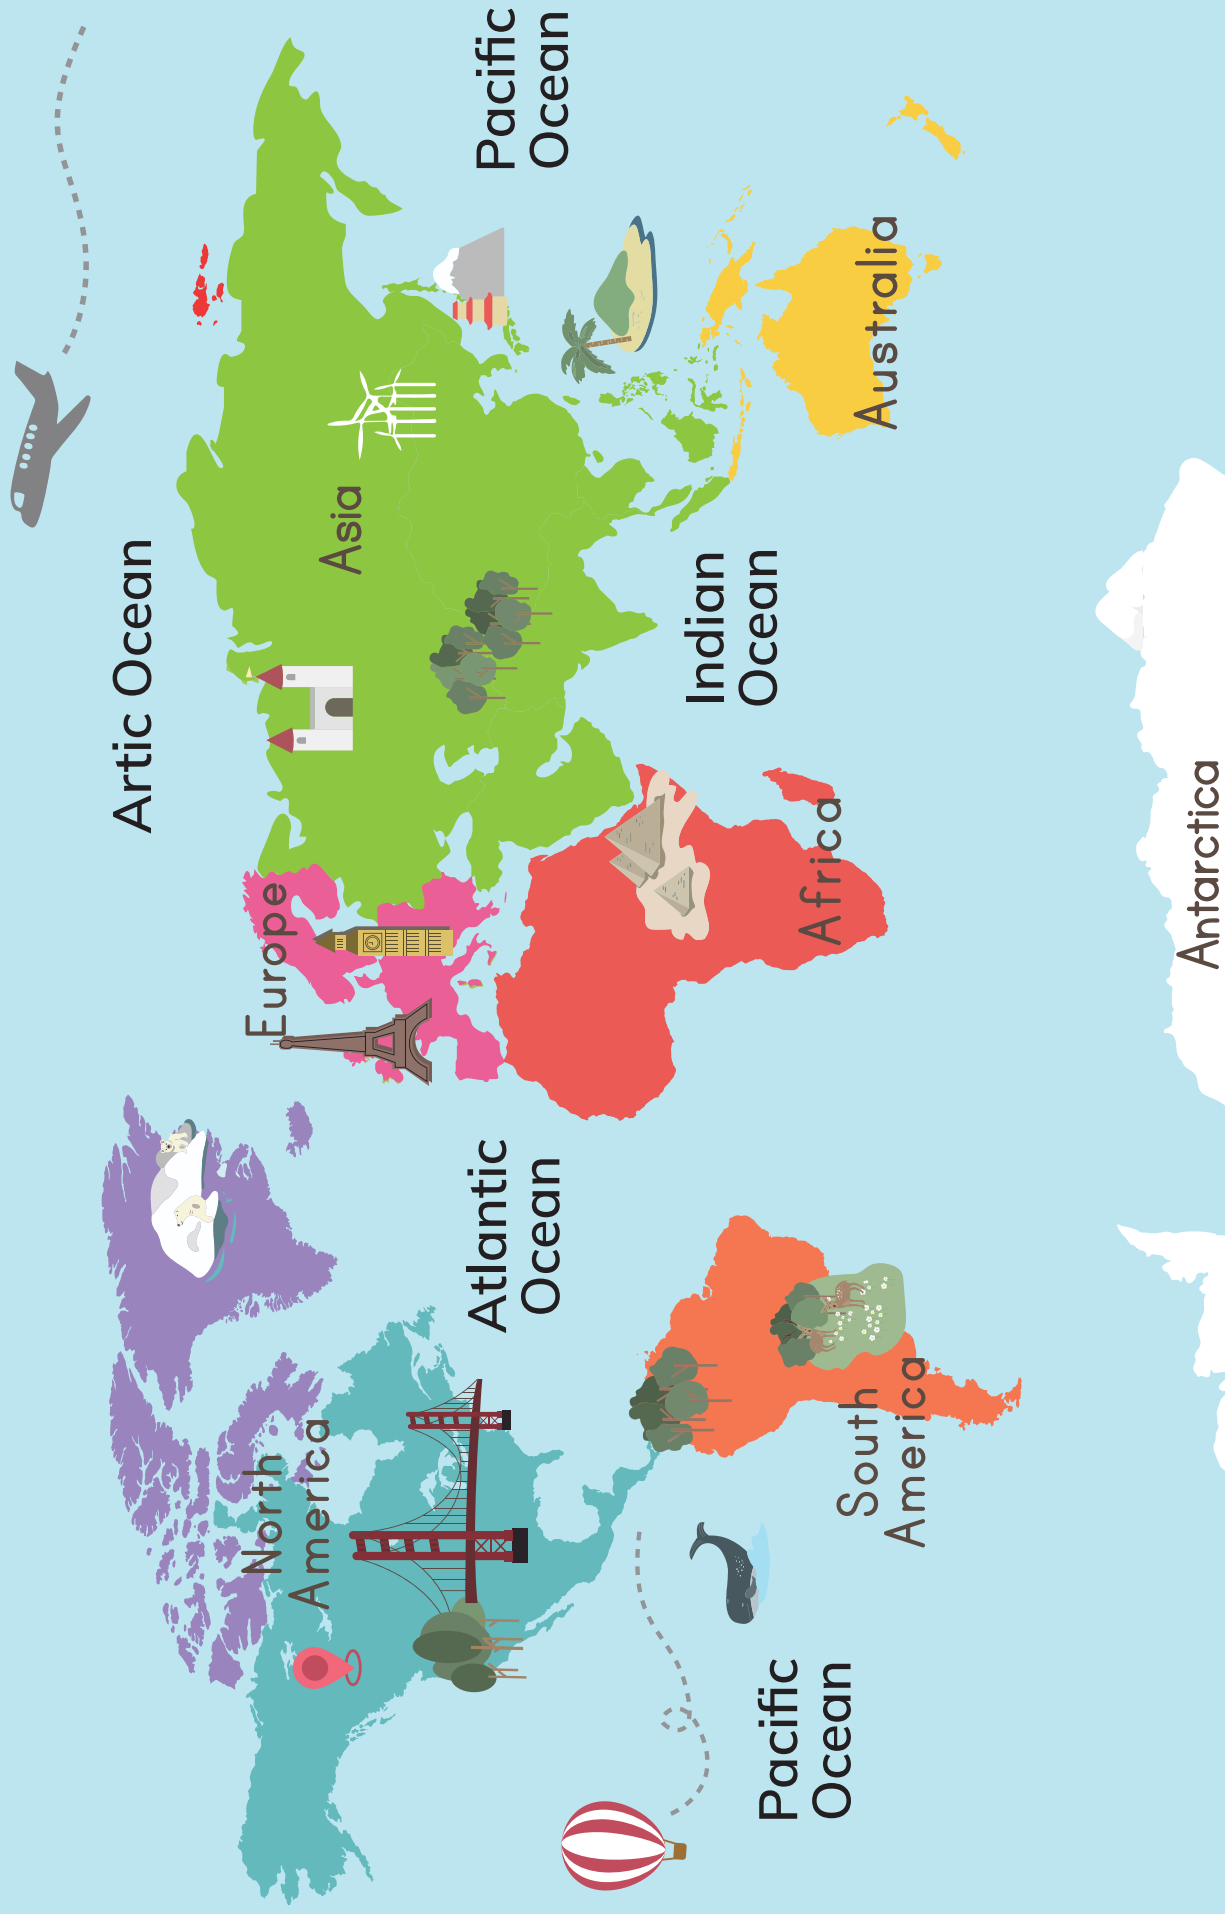 Artic Ocean
North
America
Europe
Asia
Atlantic
Ocean
Pacific
Ocean
Pacific
Ocean
Indian
Ocean
Africa
South
America
Australia
Antarctica